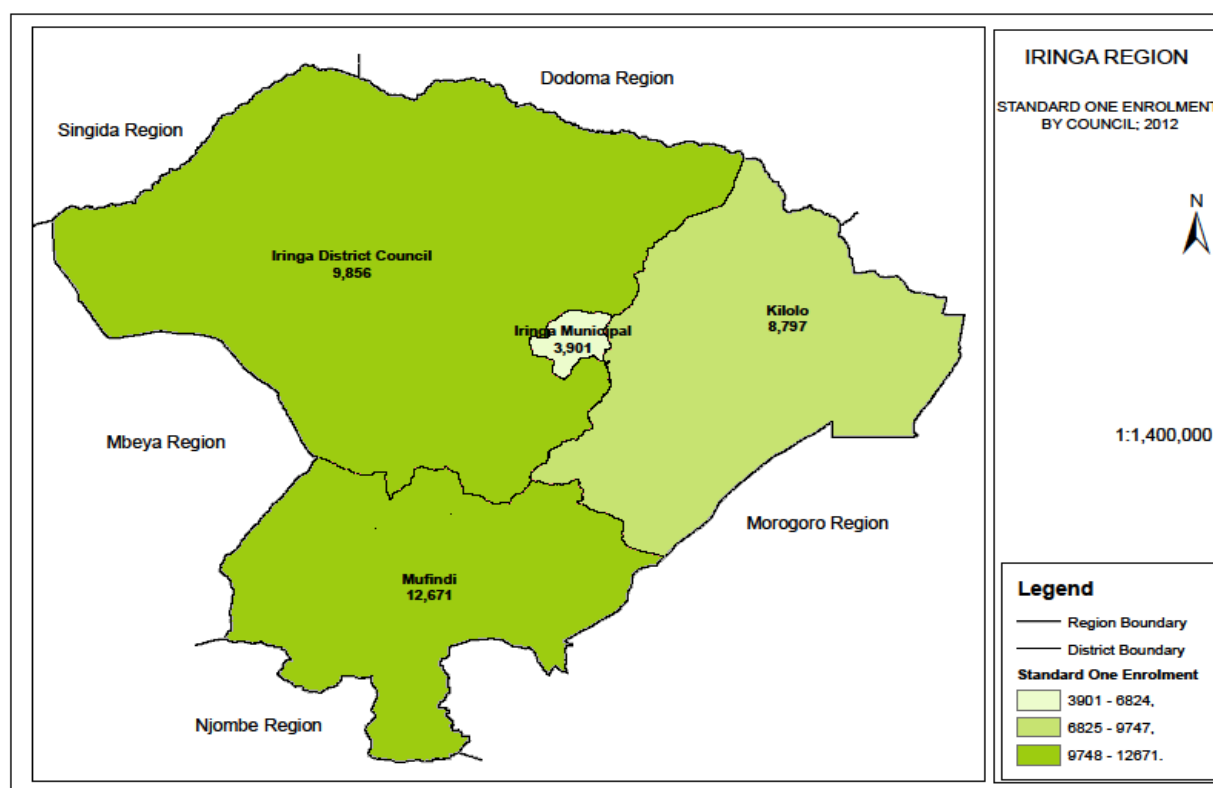 Dodoma Region
Singida Region
Iringa District Council
9,856
Iringa Municipal
3,901
Kilolo
8,797
Mbeya Region
Morogoro Region
Mufindi
12,671
Njombe Region
IRINGA REGION
STANDARD ONE ENROLMENT
BY COUNCIL; 2012
N
1:1,400,000
Legend
Region Boundary
District Boundary
Standard One Enrolment
3901 - 6824,
6825 - 9747,
9748 - 12671.